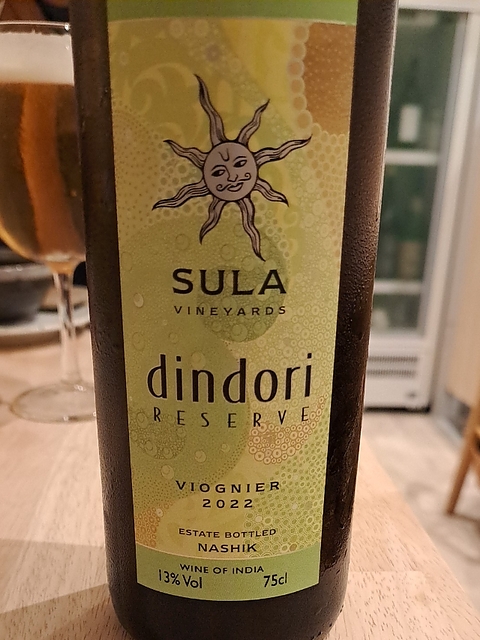 SULA
VINEYARDS
dindori
RESERVE
VIOGNIER
2022
ESTATE BOTTLED
NASHIK
WINE OF INDIA
13% Vol 75cl